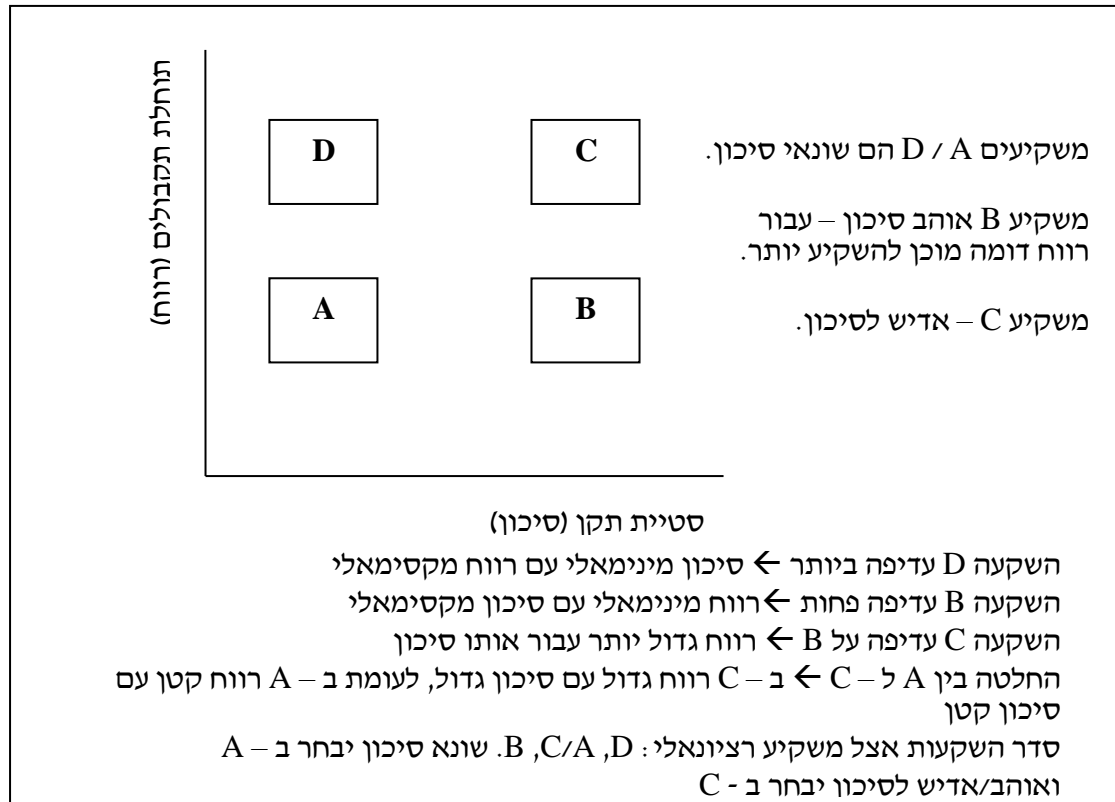 תוחלת תקבולים (רווח)
D
C
A
B
משקיעים A / D הם שונאי סיכון.
משקיע B אוהב סיכון – עבור
רווח דומה מוכן להשקיע יותר.
משקיע C – אדיש לסיכון.
סטיית תקן (סיכון)
השקעה D עדיפה ביותר ← סיכון מינימאלי עם רווח מקסימאלי
השקעה B עדיפה פחות ← רווח מינימאלי עם סיכון מקסימאלי
השקעה C עדיפה על B ← רווח גדול יותר עבור אותו סיכון
החלטה בין A ל – C ← ב – C רווח גדול עם סיכון גדול, לעומת ב – A רווח קטן עם
סיכון קטן
סדר השקעות אצל משקיע רציונאלי: B ,C/A ,D. שונא סיכון יבחר ב – A
ואוהב/אדיש לסיכון יבחר ב - C